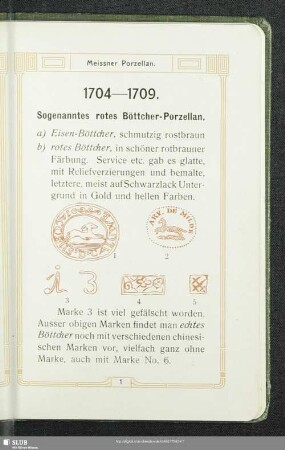 Meissner Porzellan.
1704—1709.
Sogenanntes rotes Böttcher-Porzellan.
a) Eisen-Böttcher, schmutzig rostbraun
b) rotes Böttcher, in schöner rotbrauner
Färbung. Service etc. gab es glatte,
mit Reliefverzierungen und bemalte,
letztere, meist auf Schwarzlack Unter-
grund in Gold und hellen Farben.
ARY. DE MILDE
1
2
3
4
5
Marke 3 ist viel gefälscht worden.
Ausser obigen Marken findet man echtes
Böttcher noch mit verschiedenen chinesi-
schen Marken vor, vielfach ganz ohne
Marke, auch mit Marke No. 6.
1
SLUB